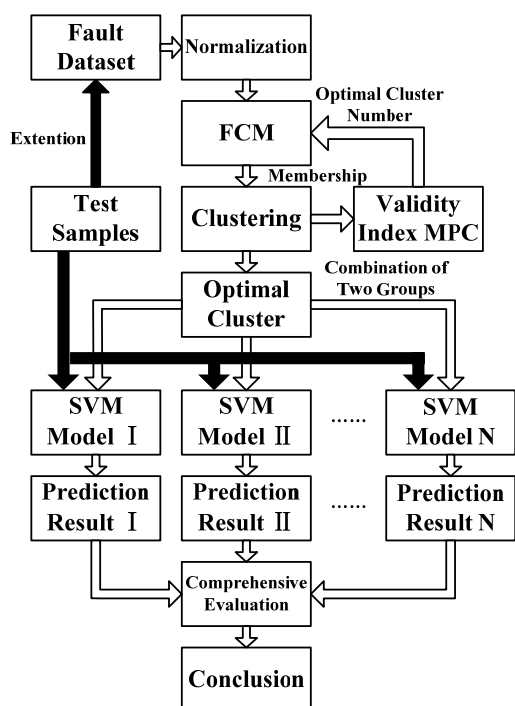 Fault
Dataset
Normalization
Optimal Cluster
Number
FCM
Extention
Membership
Test
Samples
Clustering
Validity
Index MPC
Combination of
Two Groups
Optimal
Cluster
SVM
Model Ⅰ
SVM
Model Ⅱ
......
SVM
Model N
Prediction
Result Ⅰ
Prediction
Result Ⅱ
......
Prediction
Result N
Comprehensive
Evaluation
Conclusion